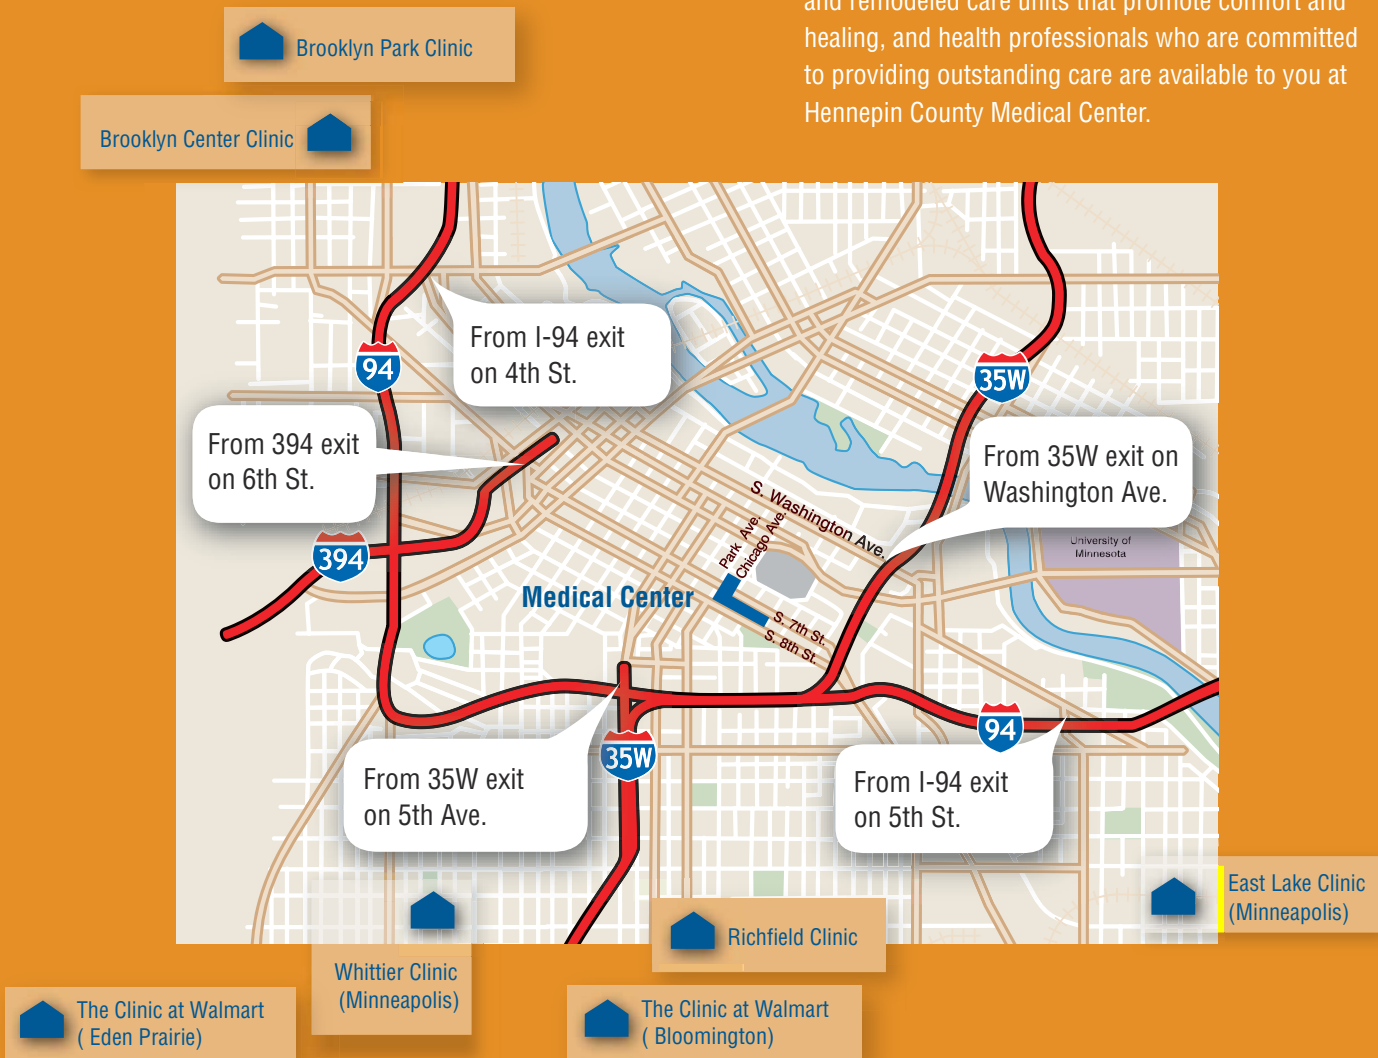 and remodeled care units that promote comfort and
healing, and health professionals who are committed
to providing outstanding care are available to you at
Hennepin County Medical Center.
Brooklyn Park Clinic
Brooklyn Center Clinic
From I-94 exit
on 4th St.
94
35W
From 394 exit
on 6th St.
From 35W exit on
Washington Ave.
S. Washington Ave.
Park Ave.
Chicago Ave.
394
University of
Minnesota
Medical Center
S. 7th St.
S. 8th St.
94
35W
From 35W exit
on 5th Ave.
From I-94 exit
on 5th St.
East Lake Clinic
(Minneapolis)
Richfield Clinic
Whittier Clinic
(Minneapolis)
The Clinic at Walmart
( Eden Prairie)
The Clinic at Walmart
( Bloomington)